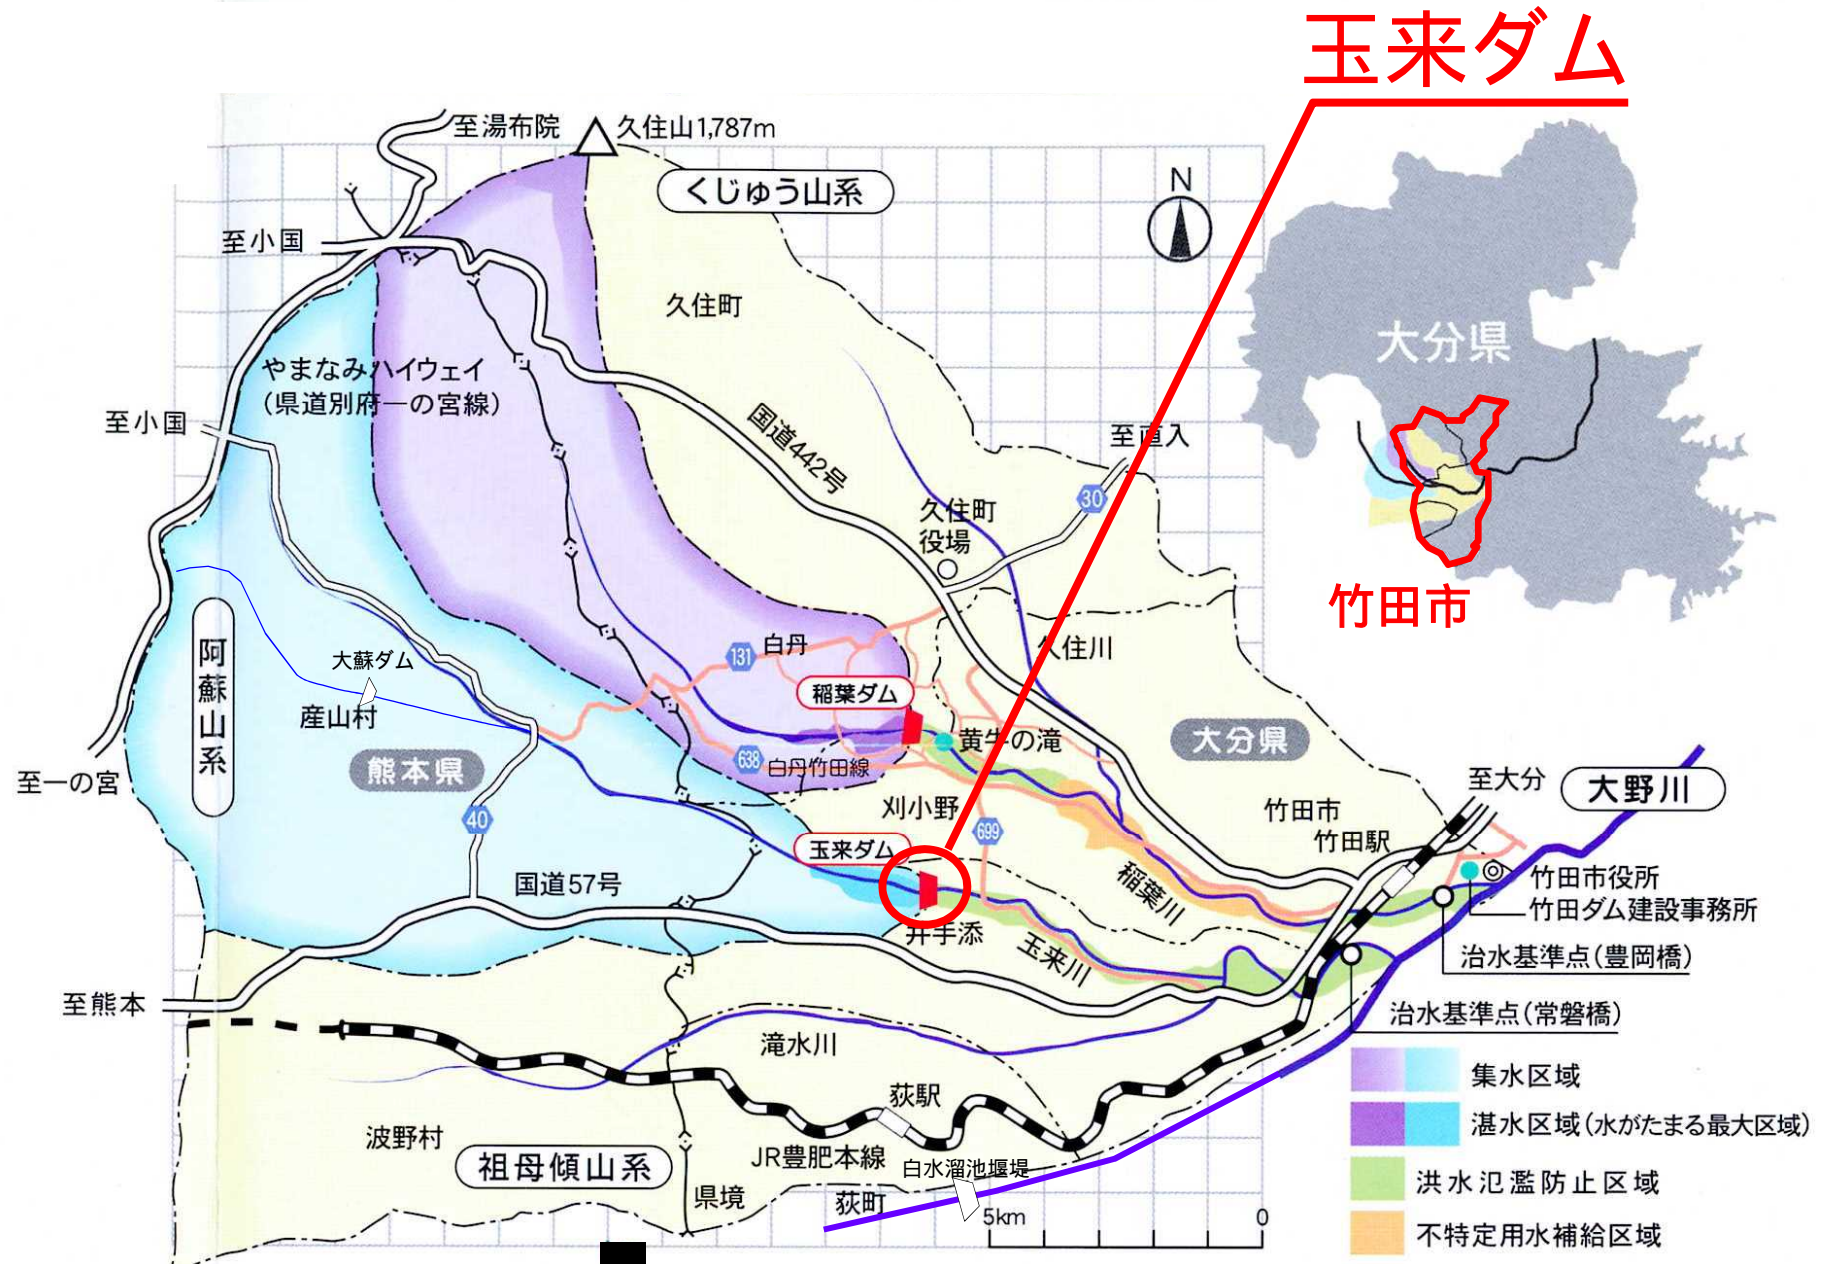 玉来ダム
至湯布院
久住山1,787m
くじゅう山系
N
至小国
久住町
大分県
やまなみハイウェイ
(県道別府一の宮線)
至小国
国道442号
至直入
30
久住町
役場
竹田市
阿蘇山系
大蘇ダム
131
白丹
久住川
稲葉ダム
産山村
黄牛の滝
大分県
熊本県
638
白丹竹田線
至一の宮
至大分
大野川
40
刈小野
699
竹田市
竹田駅
玉来ダム
国道57号
稲葉川
竹田市役所
竹田ダム建設事務所
井手添
玉来川
治水基準点(豊岡橋)
至熊本
治水基準点(常磐橋)
滝水川
集水区域
荻駅
湛水区域(水がたまる最大区域)
波野村
祖母傾山系
JR豊肥本線
白水溜池堰堤
洪水氾濫防止区域
県境
荻町
5km
0
不特定用水補給区域